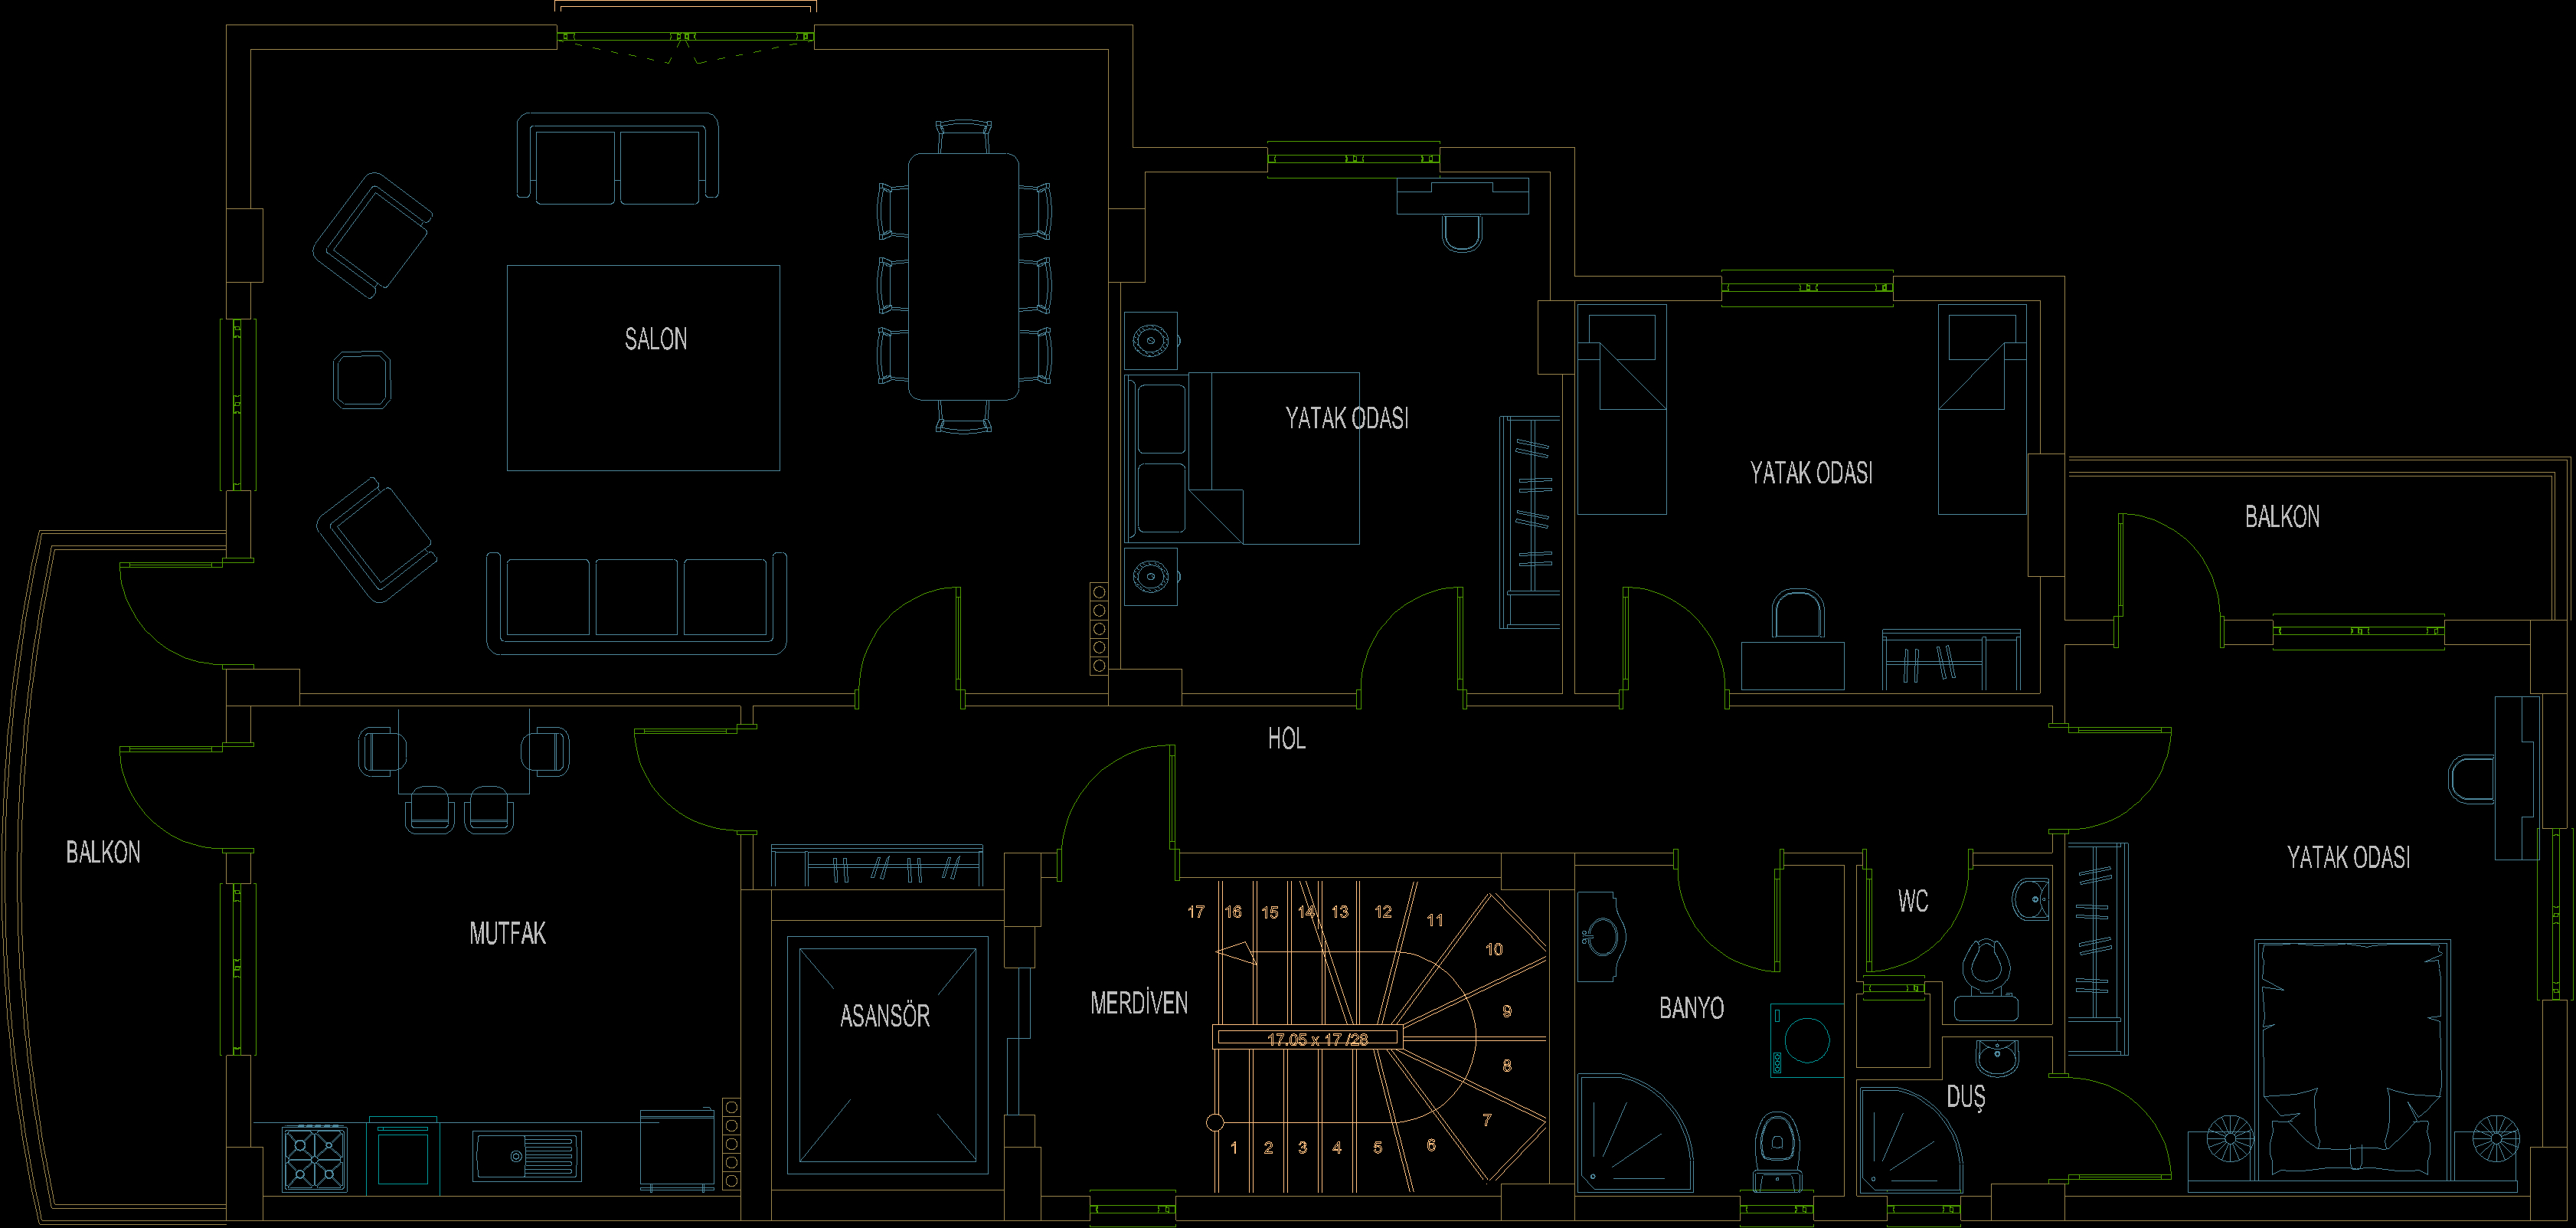 SALON
YATAK ODASI
YATAK ODASI
BALKON
HOL
BALKON
MUTFAK
ASANSÖR
MERDİVEN
17 16 15 14 13 12 11
10
9
17.05 x 17 /28
8
7
1 2 3 4 5 6
BANYO
WC
DUŞ
YATAK ODASI